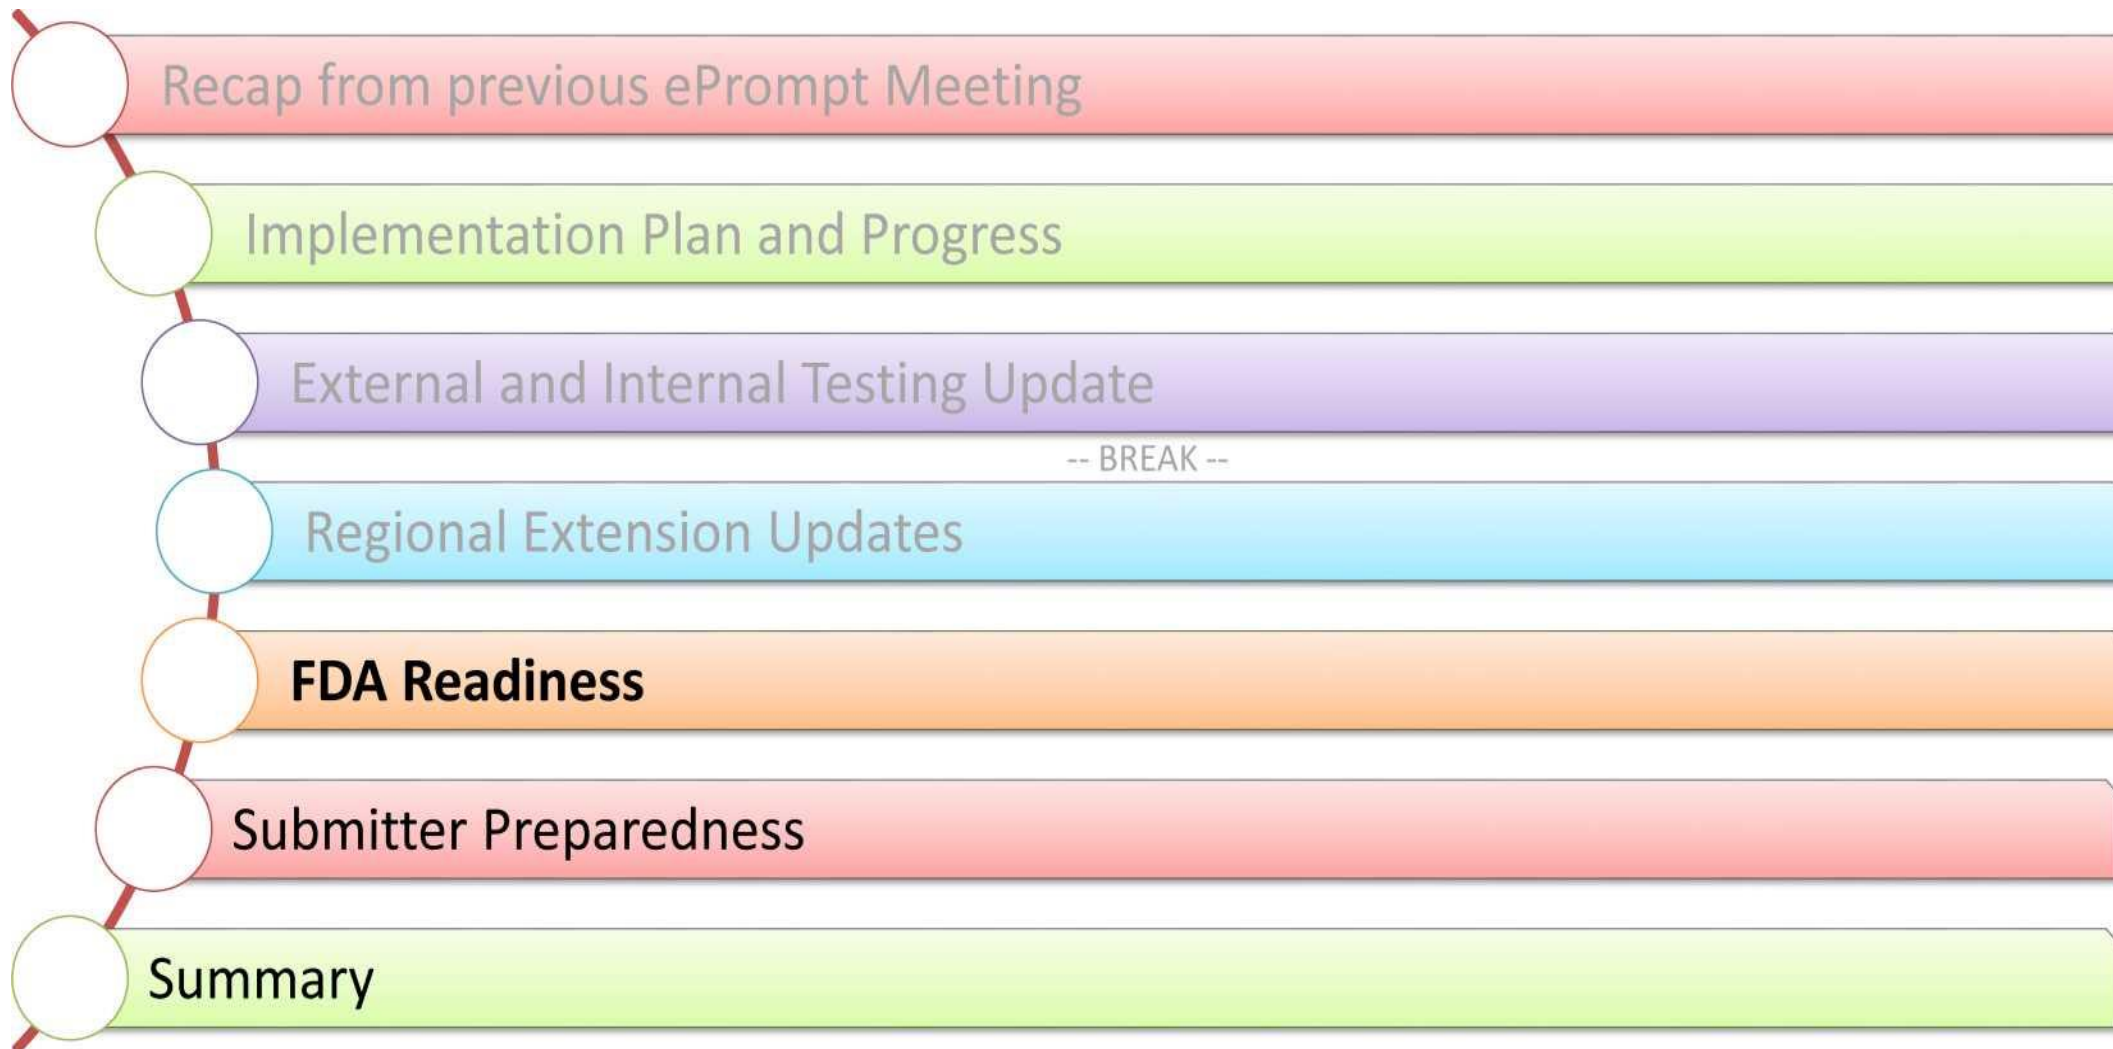 Recap from previous ePrompt Meeting
Implementation Plan and Progress
External and Internal Testing Update
-- BREAK --
Regional Extension Updates
FDA Readiness
Submitter Preparedness
Summary